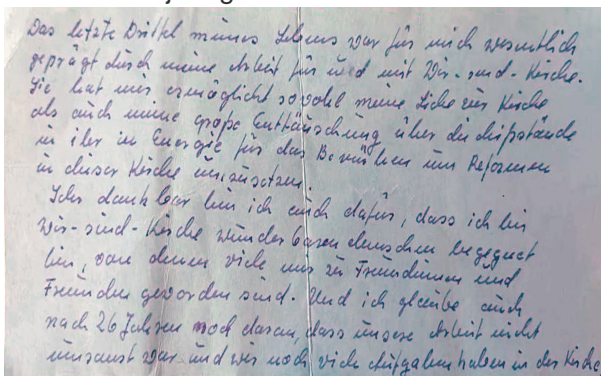 Das letzte Drittel meines Lebens war für mich wesentlich
geprägt durch meine Arbeit für und mit Wir-sind-Kirche.
Sie hat mir ermöglicht sowohl meine Liebe zur Kirche
als auch meine große Enttäuschung über die Mißstände
in ihr in Energie für das Bemühen um Reformen
in dieser Kirche umzusetzen.
Sehr dankbar bin ich auch dafür, dass ich bei
Wir-sind-Kirche wunderbaren Menschen begegnet
bin, von denen viele mir zu Freundinnen und
Freunden geworden sind. Und ich glaube auch
nach 26 Jahren noch daran, dass unsere Arbeit nicht
umsonst war und wir noch viele Aufgaben haben in der Kirche